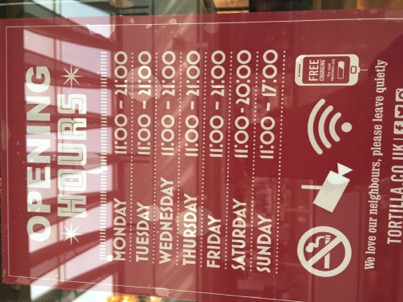 OPENING
HOURS
MONDAY 11:00 - 21:00
TUESDAY 11:00 - 21:00
WEDNESDAY 11:00 - 21:00
THURSDAY 11:00 - 21:00
FRIDAY 11:00 - 21:00
SATURDAY 11:00 - 20:00
SUNDAY 11:00 - 17:00
FREE
CHARGING
We love our neighbours, please leave quietly
TORTILLA.CO.UK